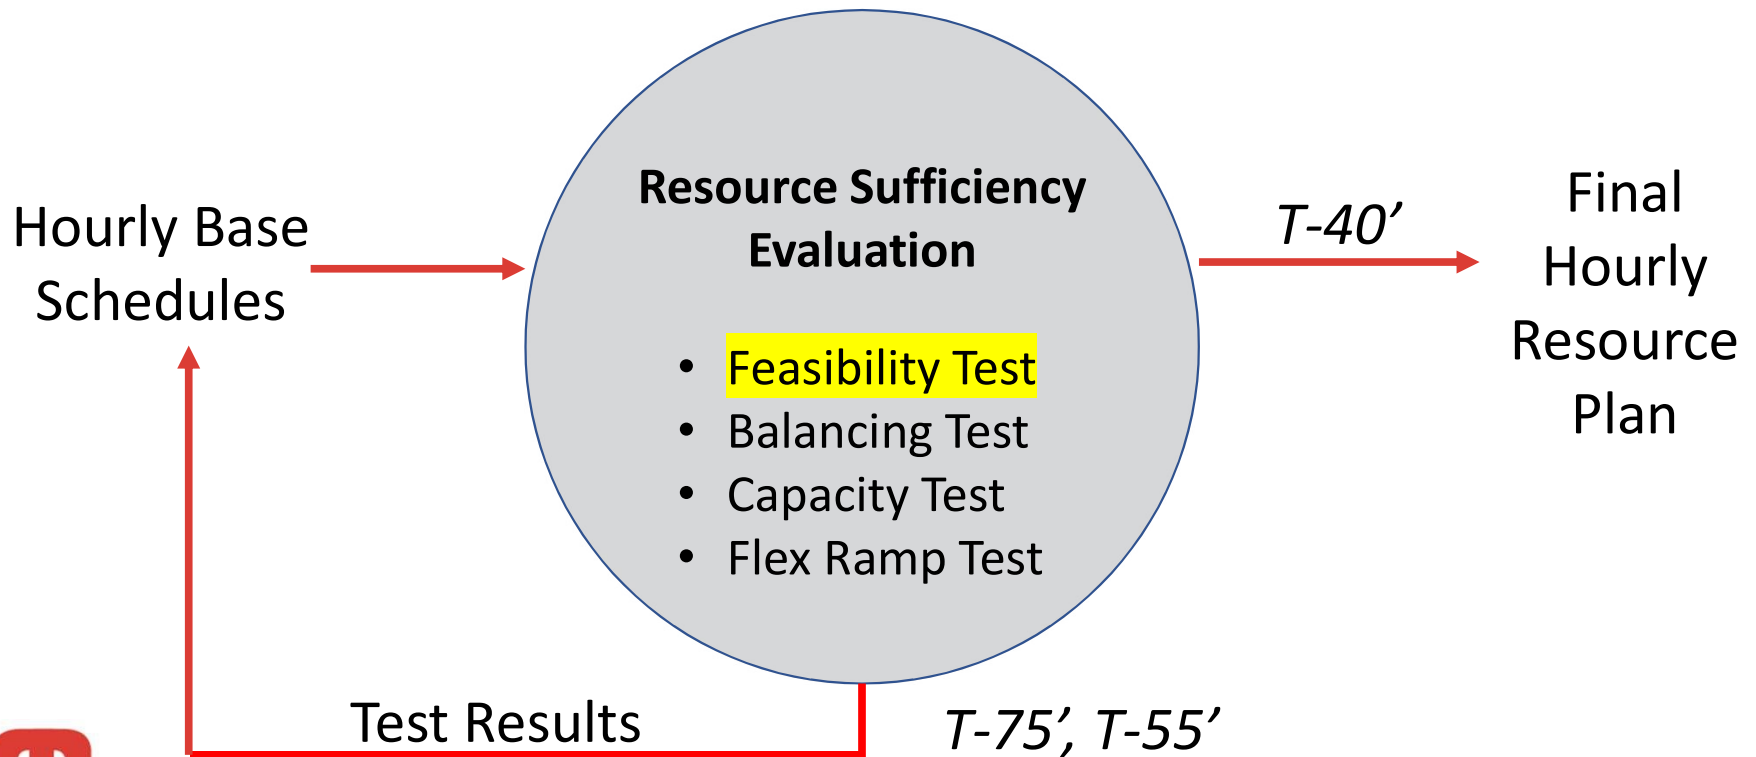 Hourly Base
Schedules
Resource Sufficiency
Evaluation
• Feasibility Test
• Balancing Test
• Capacity Test
• Flex Ramp Test
T-40’
Final
Hourly
Resource
Plan
Test Results
T-75’, T-55’